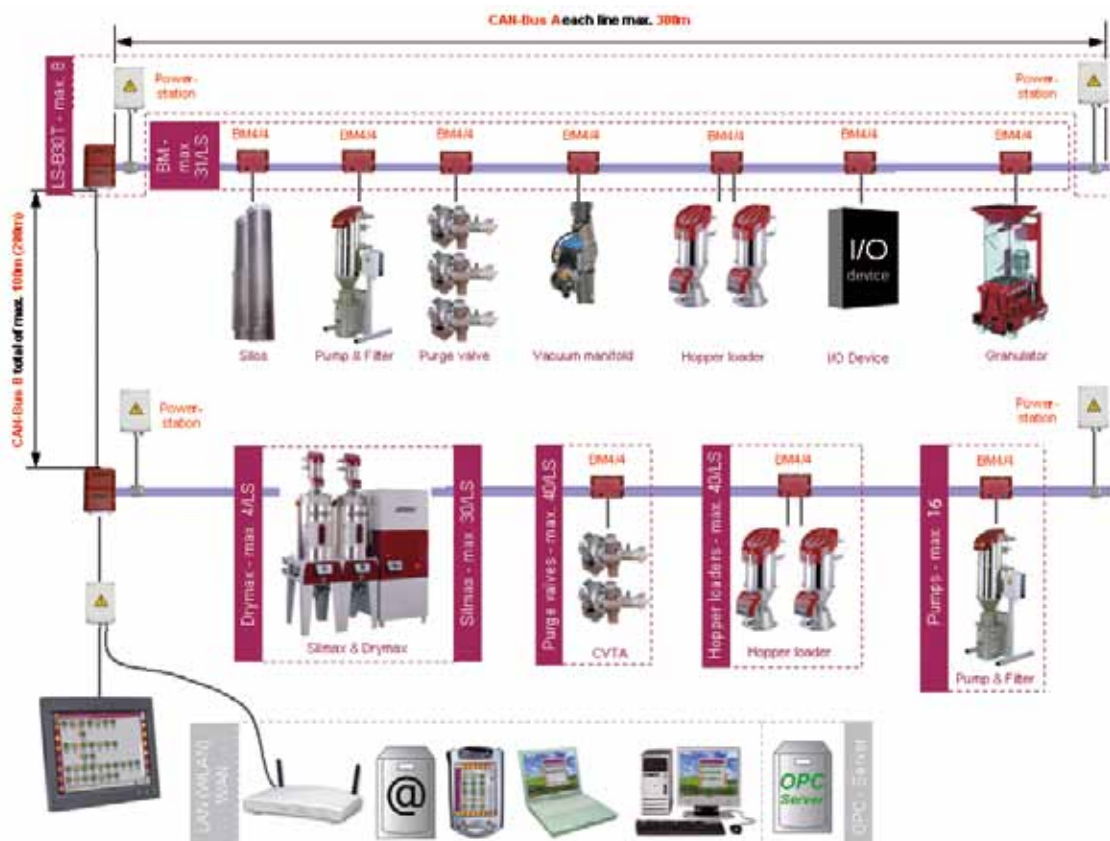 CAN-Bus A each line max. 300m
LS-B30T - max. 8
Power-
station
Power-
station
BM -
max
31/LS
BM4/4
BM4/4
BM4/4
BM4/4
BM4/4
BM4/4
BM4/4
I/O
device
Silos
Pump & Filter
Purge valve
Vacuum manifold
Hopper loader
I/O Device
Granulator
CAN-Bus B total of max. 100m (200m)
Power-
station
Power-
station
Drymax - max. 4/LS
Silmax - max. 30/LS
Purge valves - max. 40/LS
Hopper loaders - max. 40/LS
Pumps - max. 16
BM4/4
BM4/4
BM4/4
Silmax & Drymax
CVTA
Hopper loader
Pump & Filter
LAN (WLAN)
WAN
@
OPC
Server
OPC- Server